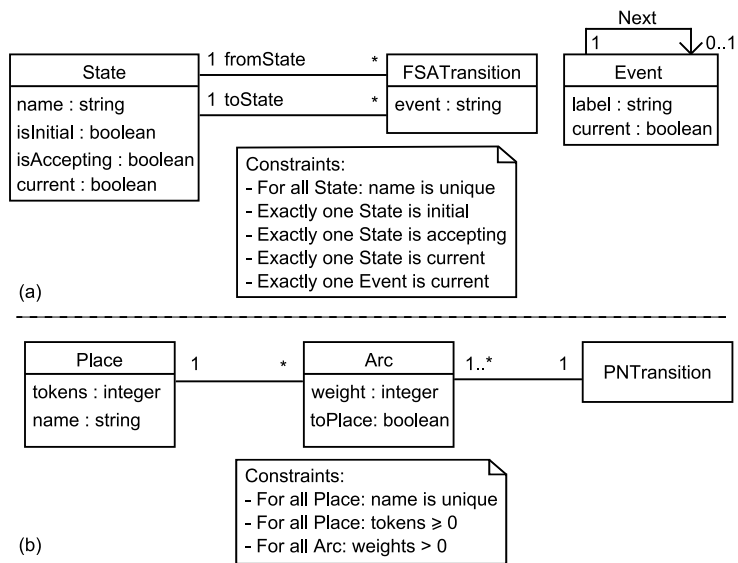 Next
1 fromState *
1 0..1
State
FSATransition
Event
name : string
isInitial : boolean
isAccepting : boolean
current : boolean
1 toState *
event : string
label : string
current : boolean
Constraints:
- For all State: name is unique
- Exactly one State is initial
- Exactly one State is accepting
- Exactly one State is current
- Exactly one Event is current
(a)
Place
1 *
Arc
1..* 1
PNTransition
tokens : integer
name : string
weight : integer
toPlace: boolean
Constraints:
- For all Place: name is unique
- For all Place: tokens ⩾ 0
- For all Arc: weights > 0
(b)